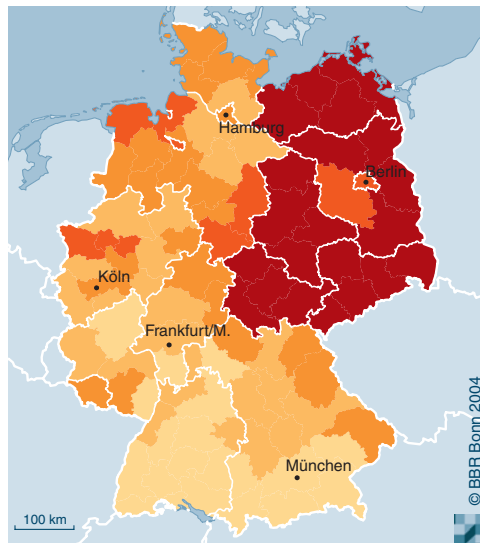 Hamburg
Berlin
Köln
Frankfurt/M.
München
100 km
© BBR Bonn 2004